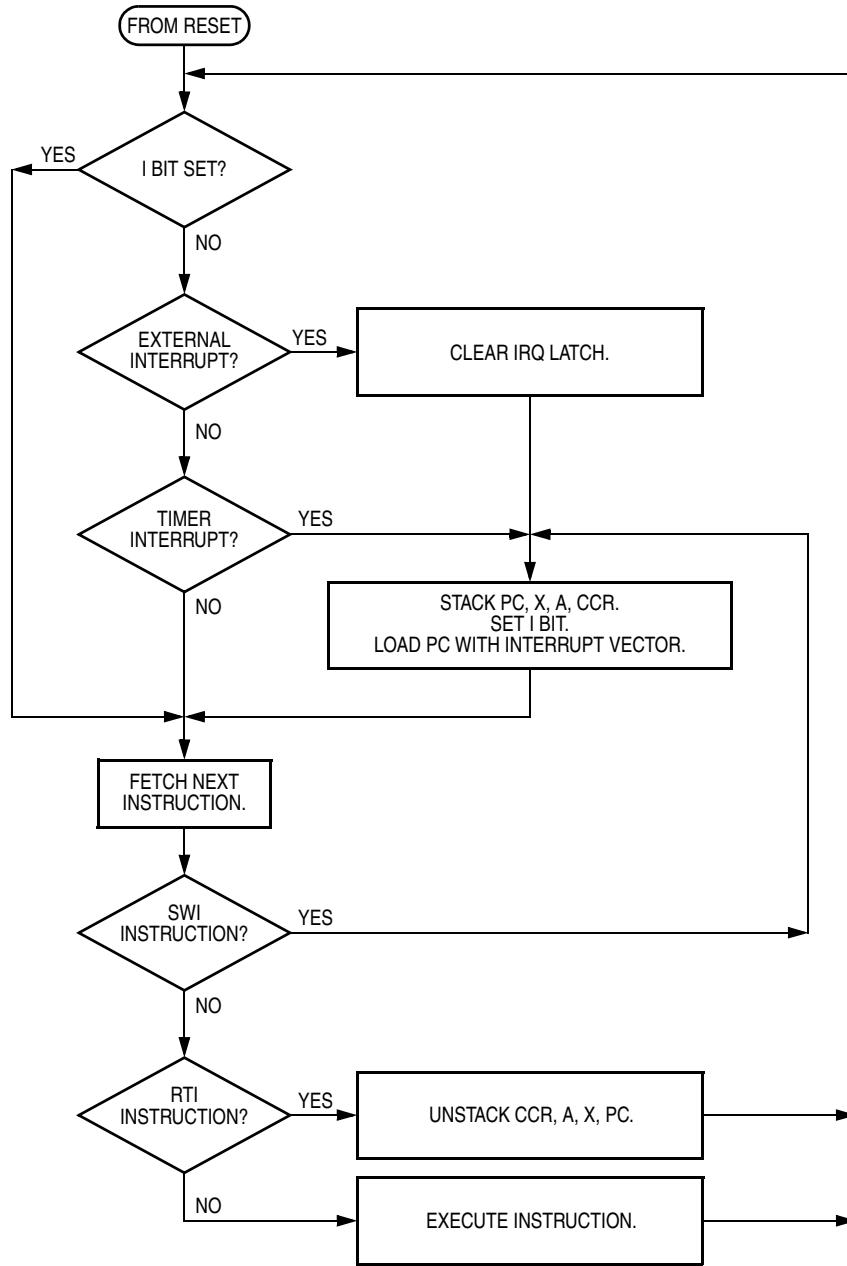 FROM RESET
YES
I BIT SET?
NO
EXTERNAL
INTERRUPT?
YES
CLEAR IRQ LATCH.
NO
TIMER
INTERRUPT?
YES
NO
STACK PC, X, A, CCR.
SET I BIT.
LOAD PC WITH INTERRUPT VECTOR.
FETCH NEXT
INSTRUCTION.
SWI
INSTRUCTION?
YES
NO
RTI
INSTRUCTION?
YES
UNSTACK CCR, A, X, PC.
NO
EXECUTE INSTRUCTION.